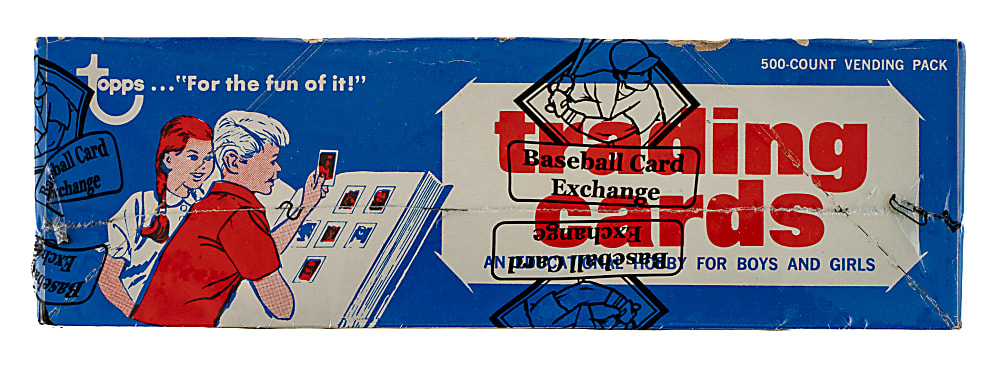 Topps... "For the fun of it!"
500-COUNT VENDING PACK
trading
cards
AN EDUCATIONAL HOBBY FOR BOYS AND GIRLS
Baseball Card
Exchange
Baseball Card
Exchange
Baseball Card
Exchange